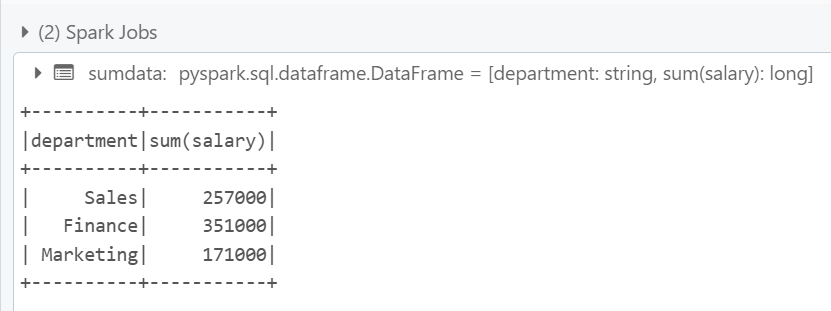 (2) Spark Jobs
sumdata: pyspark.sql.dataframe.DataFrame = [department: string, sum(salary): long]
+----------+-----------+
|department|sum(salary)|
+----------+-----------+
|     Sales|     257000|
|   Finance|     351000|
| Marketing|     171000|
+----------+-----------+